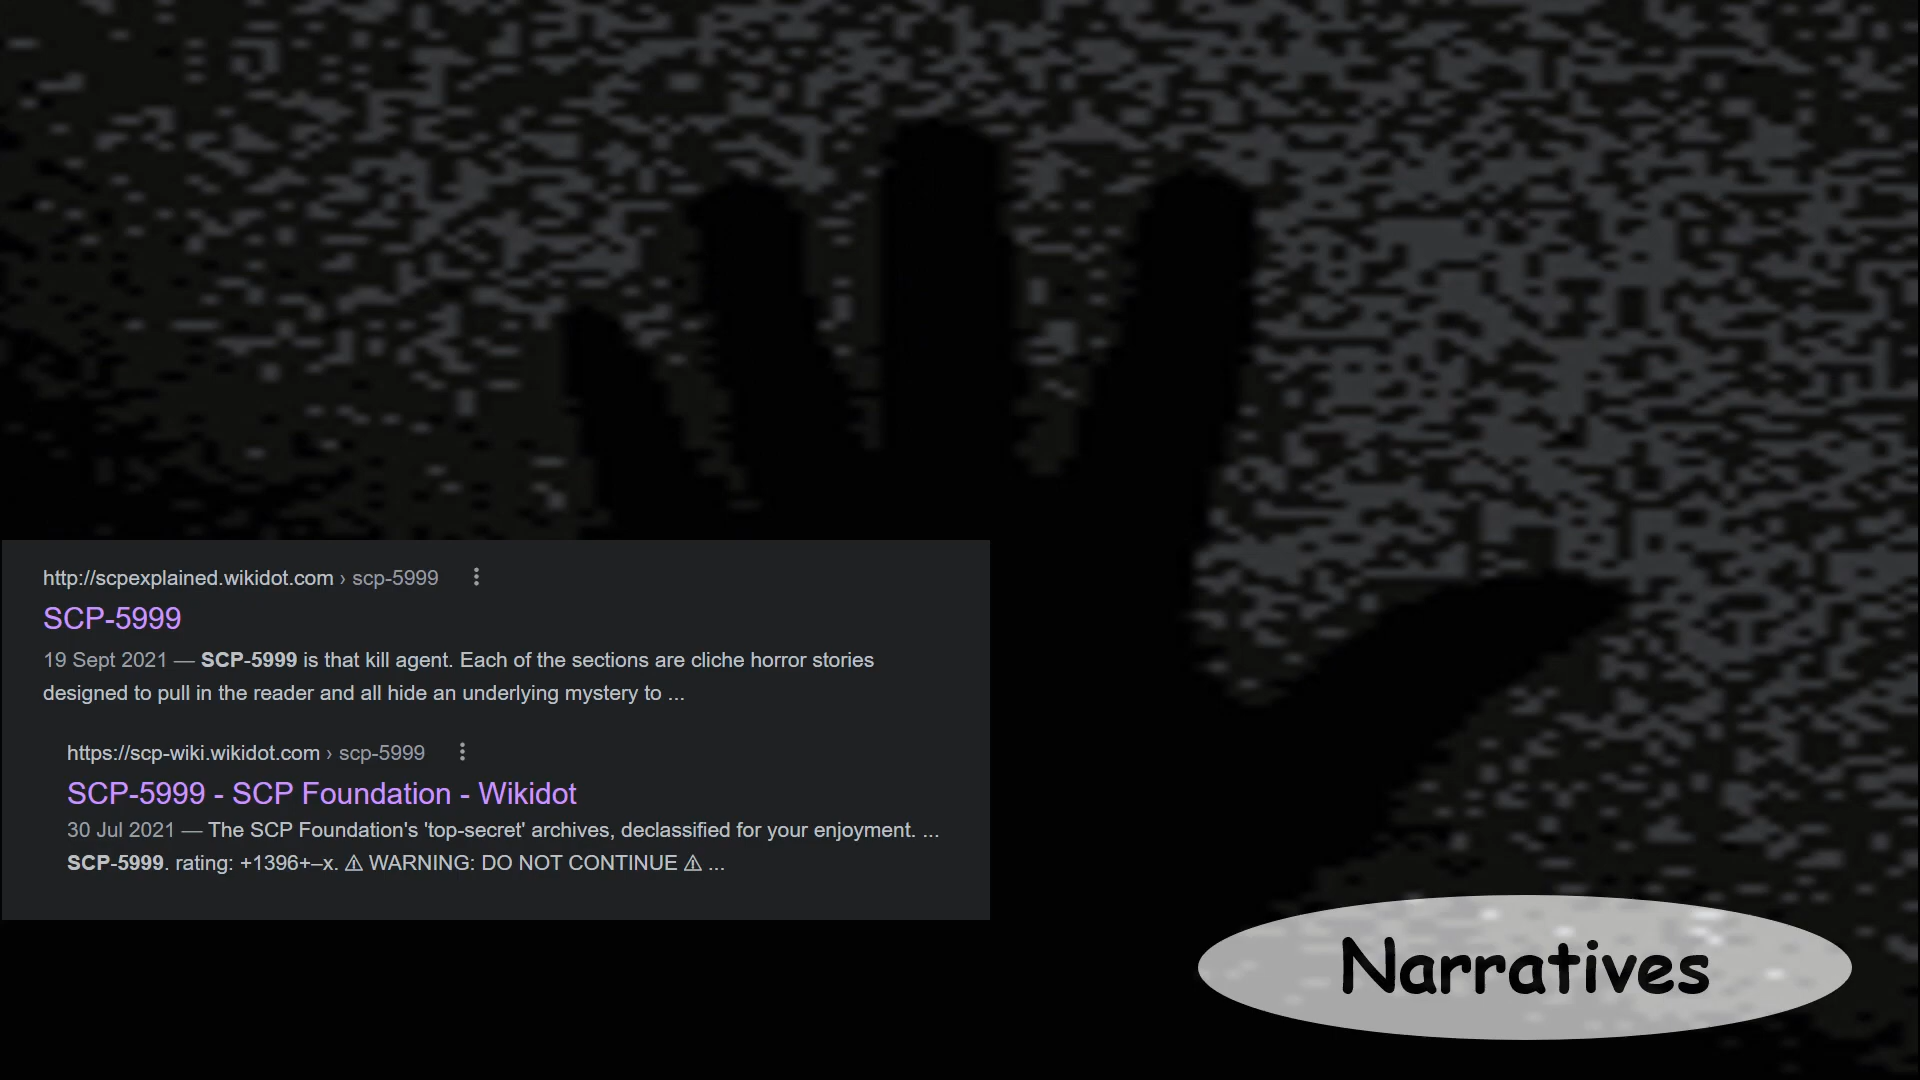 http://scpexplained.wikidot.com › scp-5999
SCP-5999
19 Sept 2021 — SCP-5999 is that kill agent. Each of the sections are cliche horror stories
designed to pull in the reader and all hide an underlying mystery to ...
https://scp-wiki.wikidot.com › scp-5999
SCP-5999 - SCP Foundation - Wikidot
30 Jul 2021 — The SCP Foundation's 'top-secret' archives, declassified for your enjoyment. ...
SCP-5999. rating: +1396+–x. ⚠ WARNING: DO NOT CONTINUE ⚠ ...
Narratives